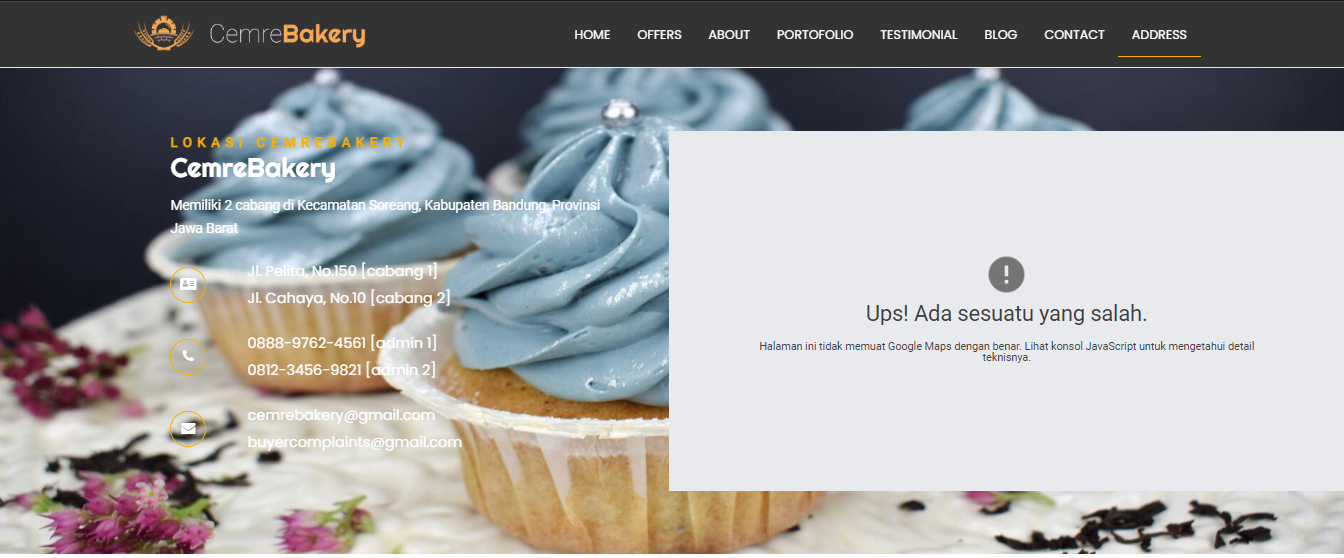 CemreBakery
HOME OFFERS ABOUT PORTOFOLIO TESTIMONIAL BLOG CONTACT ADDRESS
LOKASI CEMREBAKERY
CemreBakery
Memiliki 2 cabang di Kecamatan Soreang, Kabupaten Bandung, Provinsi
Jawa Barat
Jl. Pelita, No.150 [cabang 1]
Jl. Cahaya, No.10 [cabang 2]
0888-9762-4561 [admin 1]
0812-3456-9821 [admin 2]
cemrebakery@gmail.com
buyercomplaints@gmail.com
Ups! Ada sesuatu yang salah.
Halaman ini tidak memuat Google Maps dengan benar. Lihat konsol JavaScript untuk mengetahui detail
teknisnya.